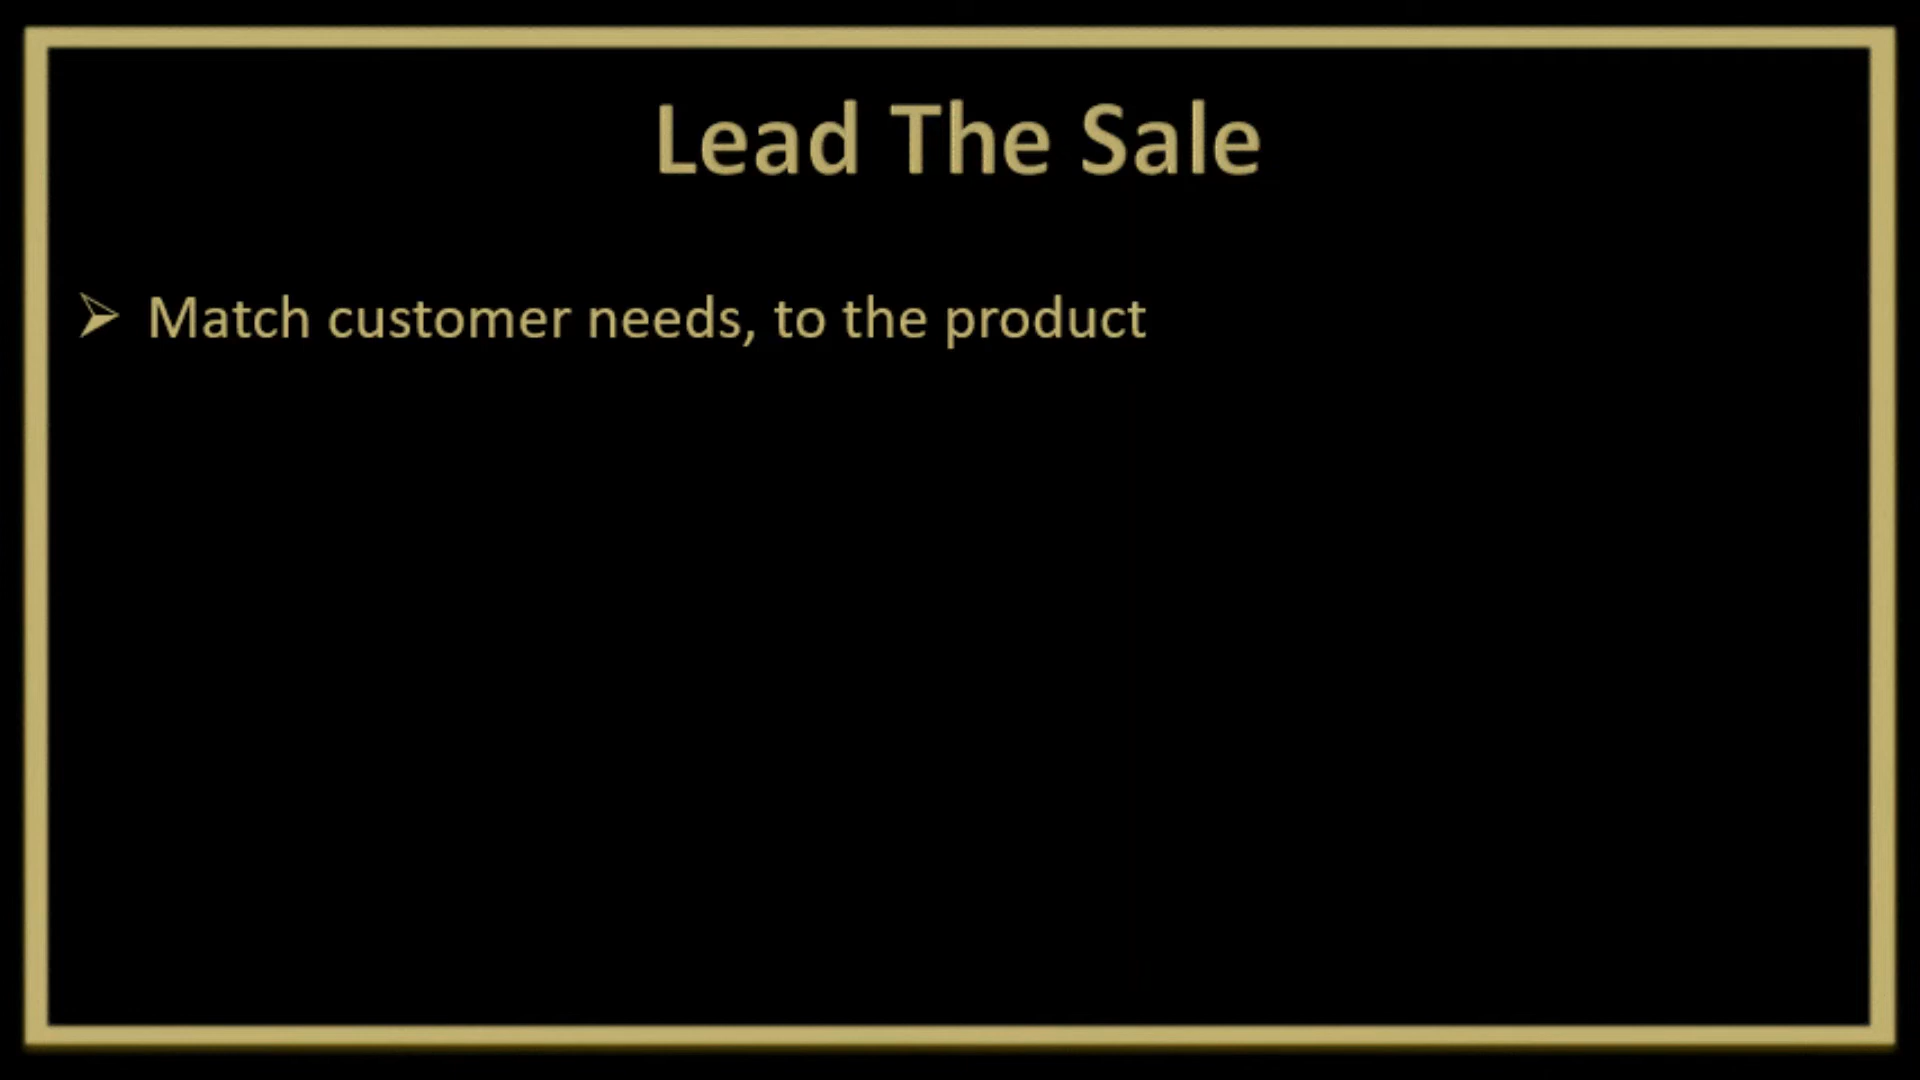 Lead The Sale
Match customer needs, to the product